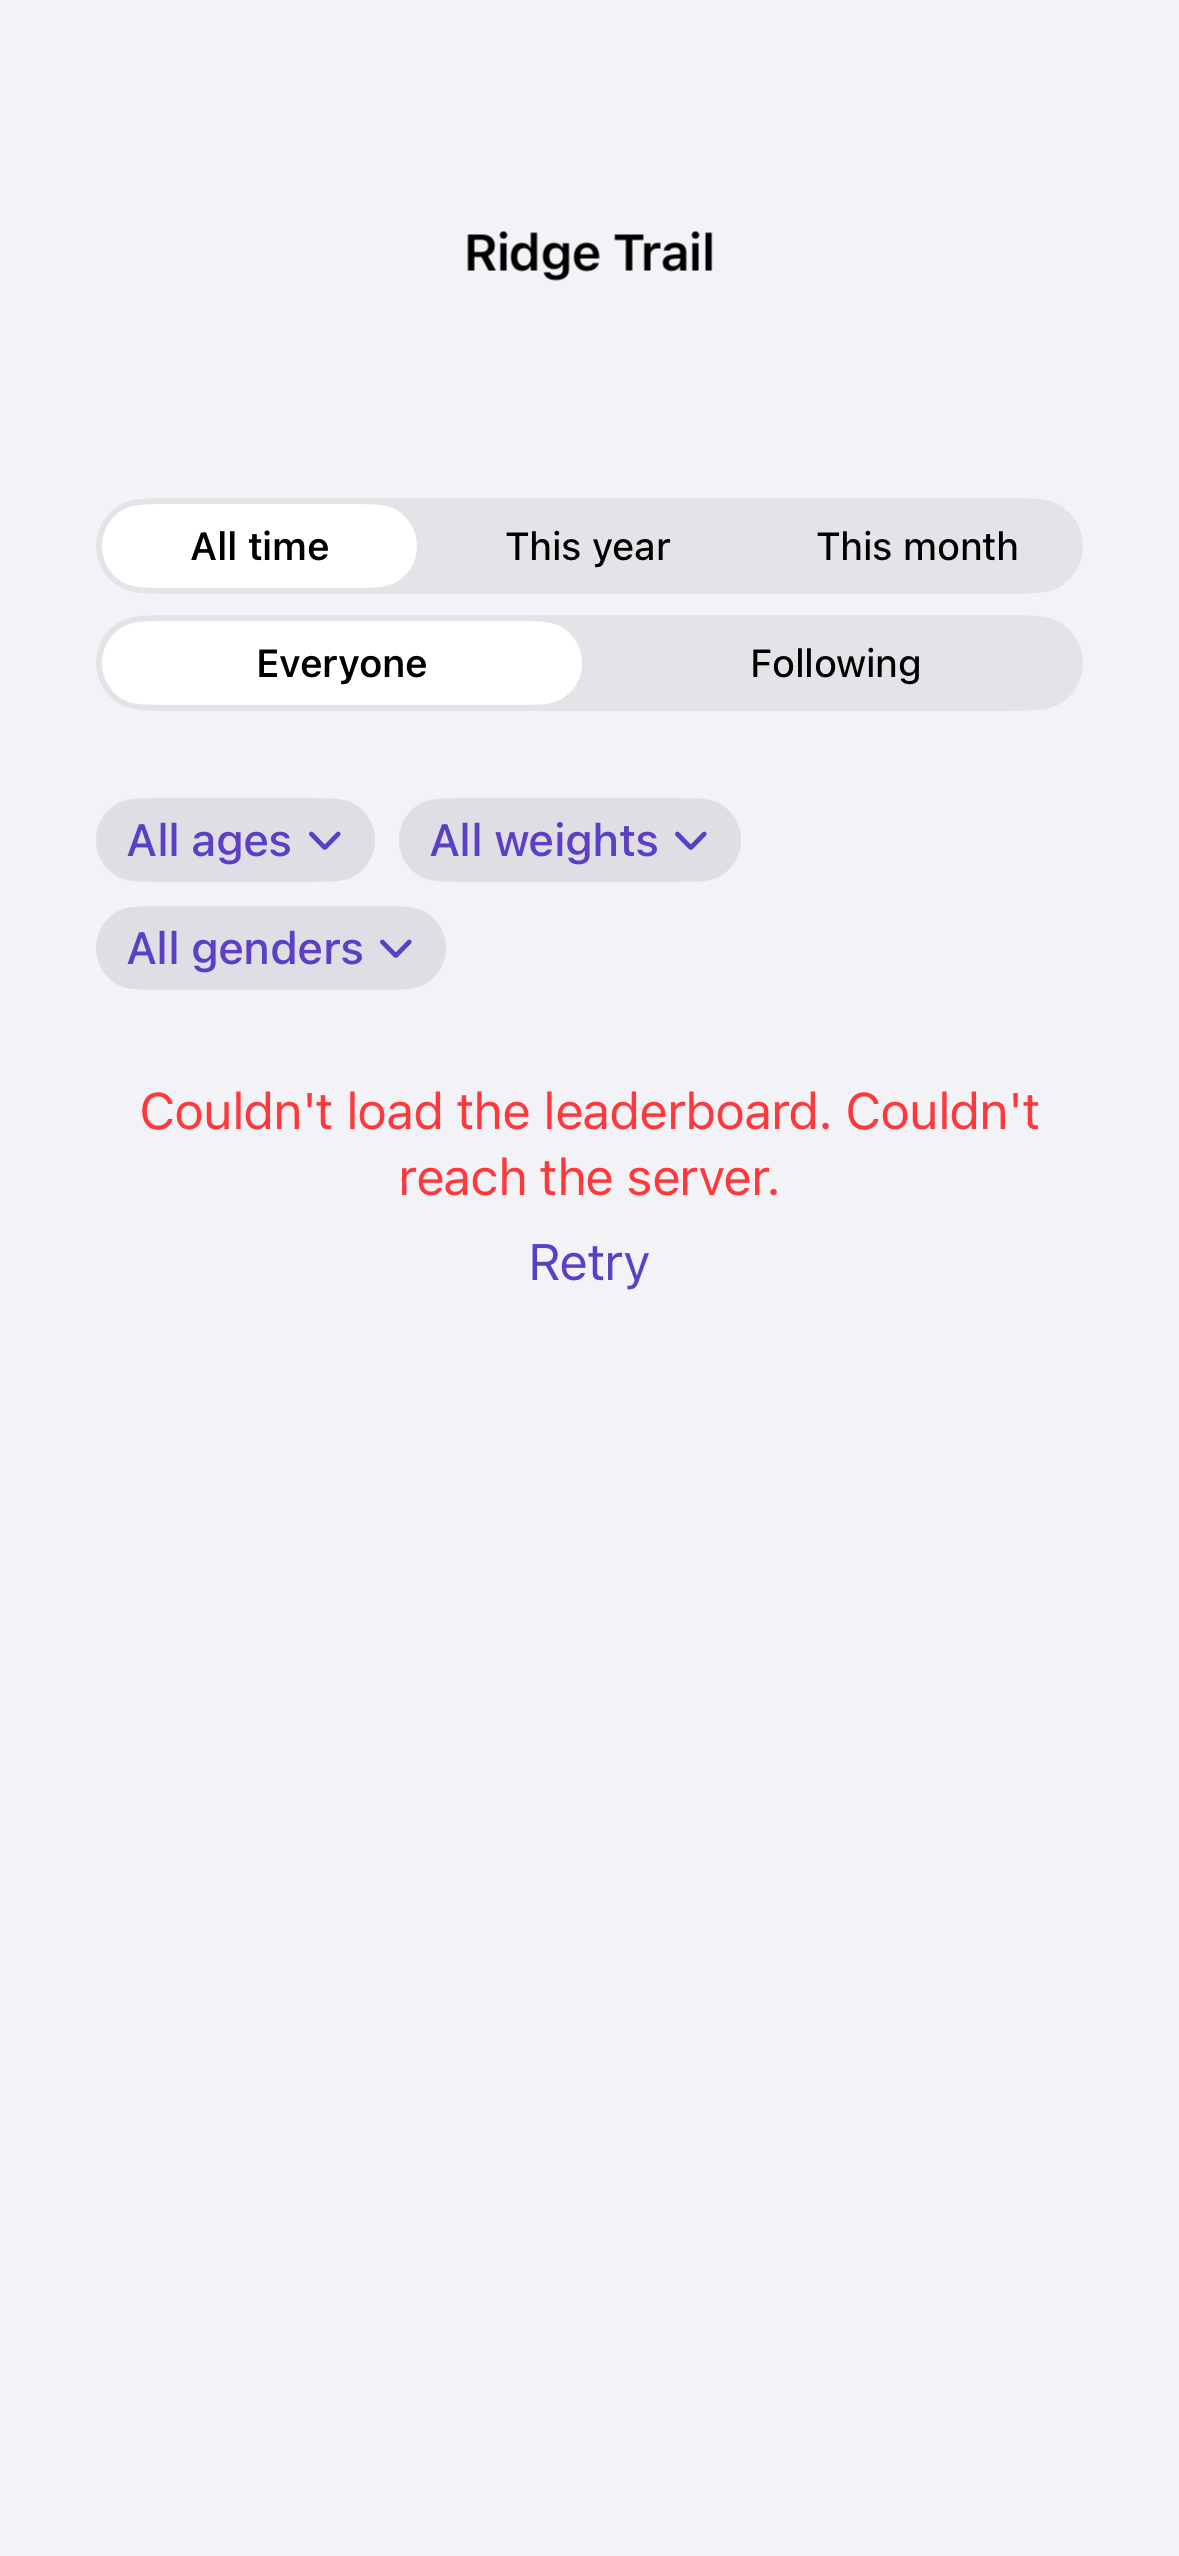 Ridge Trail
All time This year This month
Everyone Following
All ages All weights
All genders
Couldn't load the leaderboard. Couldn't
reach the server.
Retry